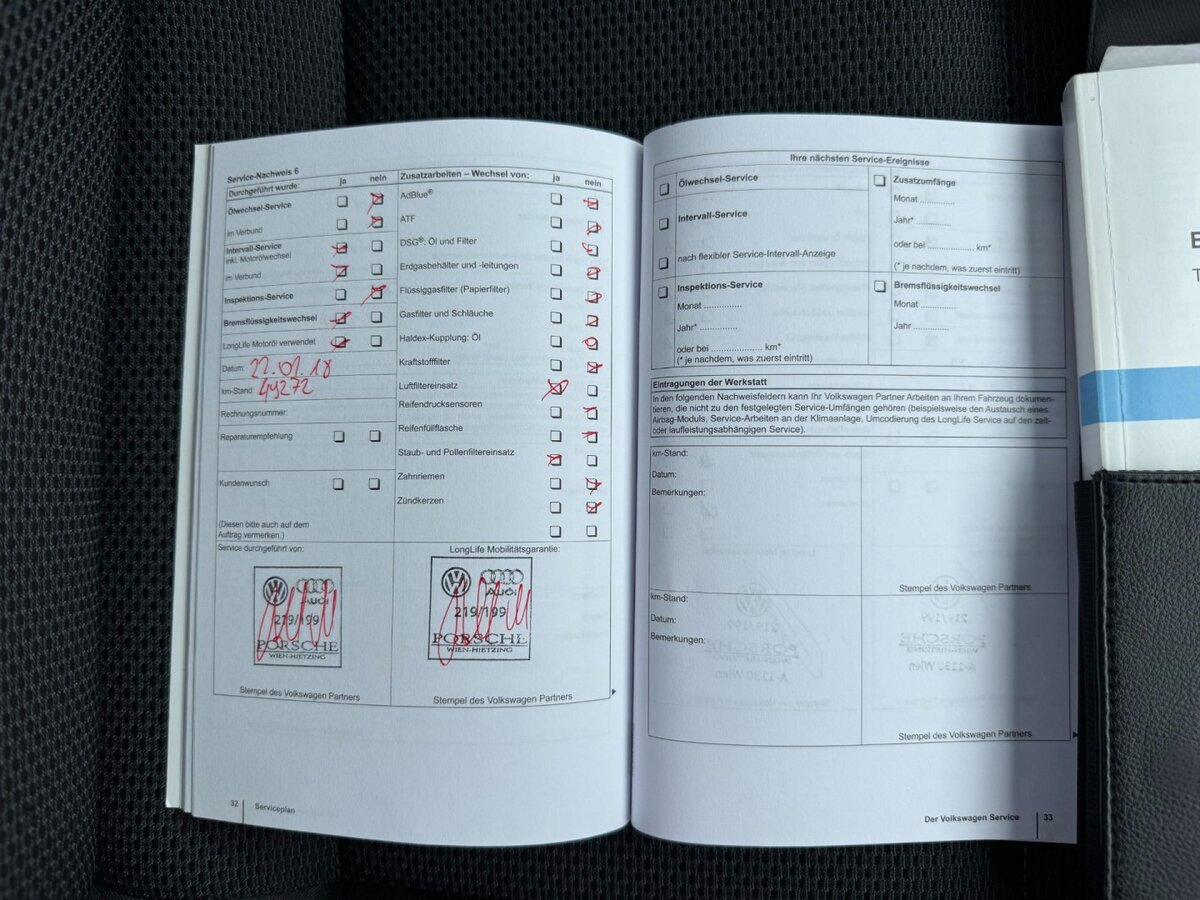 Service-Nachweis 6
Durchgeführt wurde: ja nein
Ölwechsel-Service
im Verbund
Intervall-Service
inkl. Motorölwechsel
im Verbund
Inspektions-Service
Bremsflüssigkeitswechsel
LongLife Motoröl verwendet
Datum: 22.01.18
km-Stand: 44272
Rechnungsnummer:
Reparaturempfehlung
Kundenwunsch
(Diesen bitte auch auf dem
Auftrag vermerken.)
Service durchgeführt von:
Audi
219/199
PORSCHE
WIEN-HIETZING
Stempel des Volkswagen Partners
Zusatzarbeiten – Wechsel von: ja nein
AdBlue®
ATF
DSG®: Öl und Filter
Erdgasbehälter und -leitungen
Flüssiggasfilter (Papierfilter)
Gasfilter und Schläuche
Haldex-Kupplung: Öl
Kraftstofffilter
Luftfiltereinsatz
Reifendrucksensoren
Reifenfüllflasche
Staub- und Pollenfiltereinsatz
Zahnriemen
Zündkerzen
LongLife Mobilitätsgarantie:
Audi
219/199
PORSCHE
WIEN-HIETZING
Stempel des Volkswagen Partners
32 Serviceplan
Ihre nächsten Service-Ereignisse
Ölwechsel-Service
Intervall-Service
nach flexibler Service-Intervall-Anzeige
Inspektions-Service
Monat ..............
Jahr* ..............
oder bei ................... km*
(* je nachdem, was zuerst eintritt)
Zusatzumfänge
Monat .............
Jahr* .............
oder bei ................. km*
(* je nachdem, was zuerst eintritt)
Bremsflüssigkeitswechsel
Monat .............
Jahr .............
Eintragungen der Werkstatt
In den folgenden Nachweisfeldern kann Ihr Volkswagen Partner Arbeiten an Ihrem Fahrzeug dokumen-
tieren, die nicht zu den festgelegten Service-Umfängen gehören (beispielsweise den Austausch eines
Airbag-Moduls, Service-Arbeiten an der Klimaanlage, Umcodierung des LongLife Service auf den zeit-
oder laufleistungsabhängigen Service).
km-Stand:
Datum:
Bemerkungen:
Stempel des Volkswagen Partners
km-Stand:
Datum:
Bemerkungen:
Stempel des Volkswagen Partners
Der Volkswagen Service 33